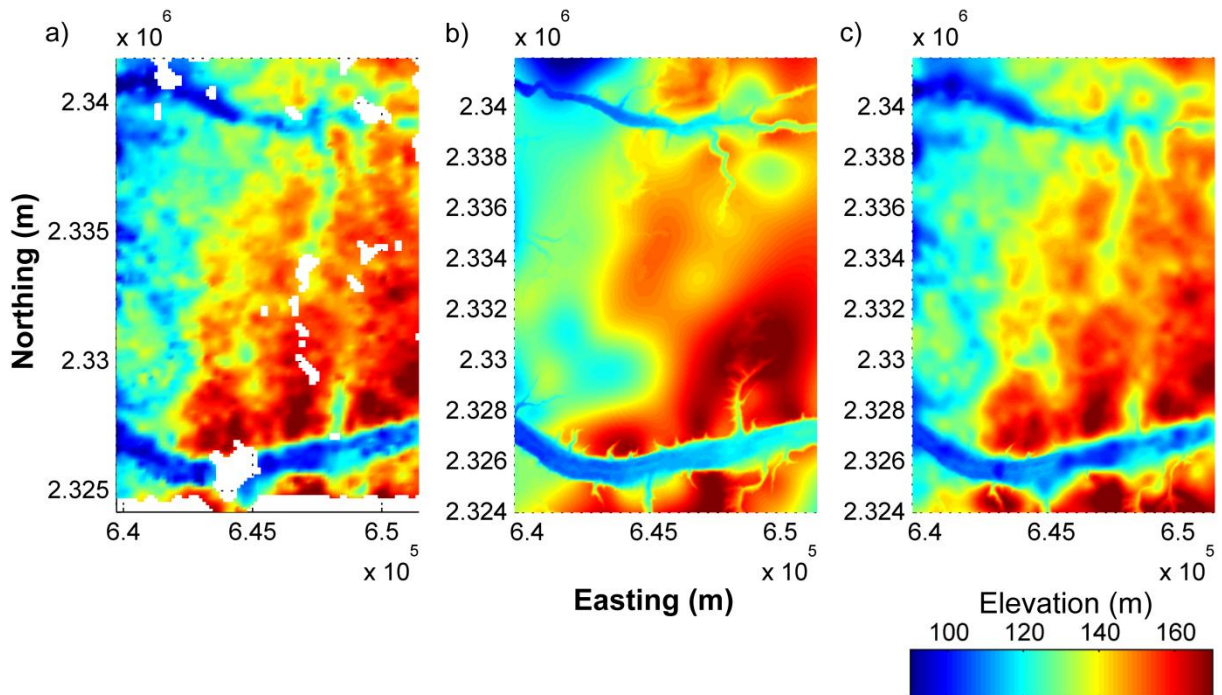 x 10 6
x 10 6
x 10 6
a)
b)
c)
Northing (m)
2.34
2.335
2.33
2.325
6.4
6.45
6.5
x 10 5
2.34
2.338
2.336
2.334
2.332
2.33
2.328
2.326
2.324
6.4
6.45
6.5
x 10 5
2.34
2.338
2.336
2.334
2.332
2.33
2.328
2.326
2.324
6.4
6.45
6.5
x 10 5
Easting (m)
Elevation (m)
100 120 140 160